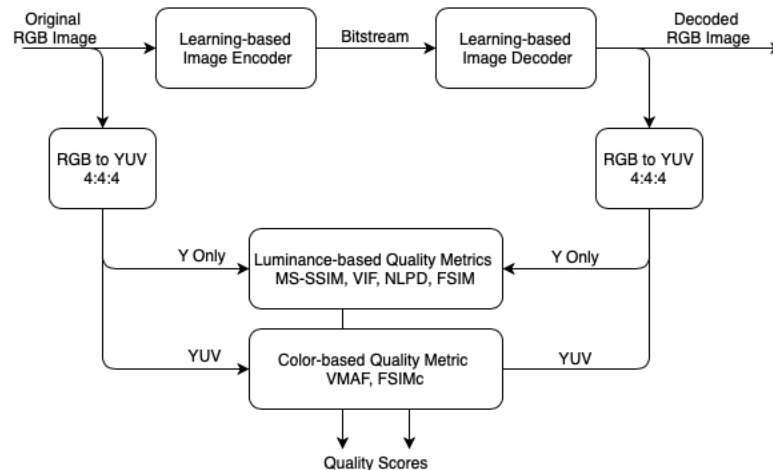 Original
RGB Image
Learning-based
Image Encoder
Bitstream
Learning-based
Image Decoder
Decoded
RGB Image
RGB to YUV
4:4:4
RGB to YUV
4:4:4
Y Only
Luminance-based Quality Metrics
MS-SSIM, VIF, NLPD, FSIM
Y Only
YUV
Color-based Quality Metric
VMAF, FSIMc
YUV
Quality Scores